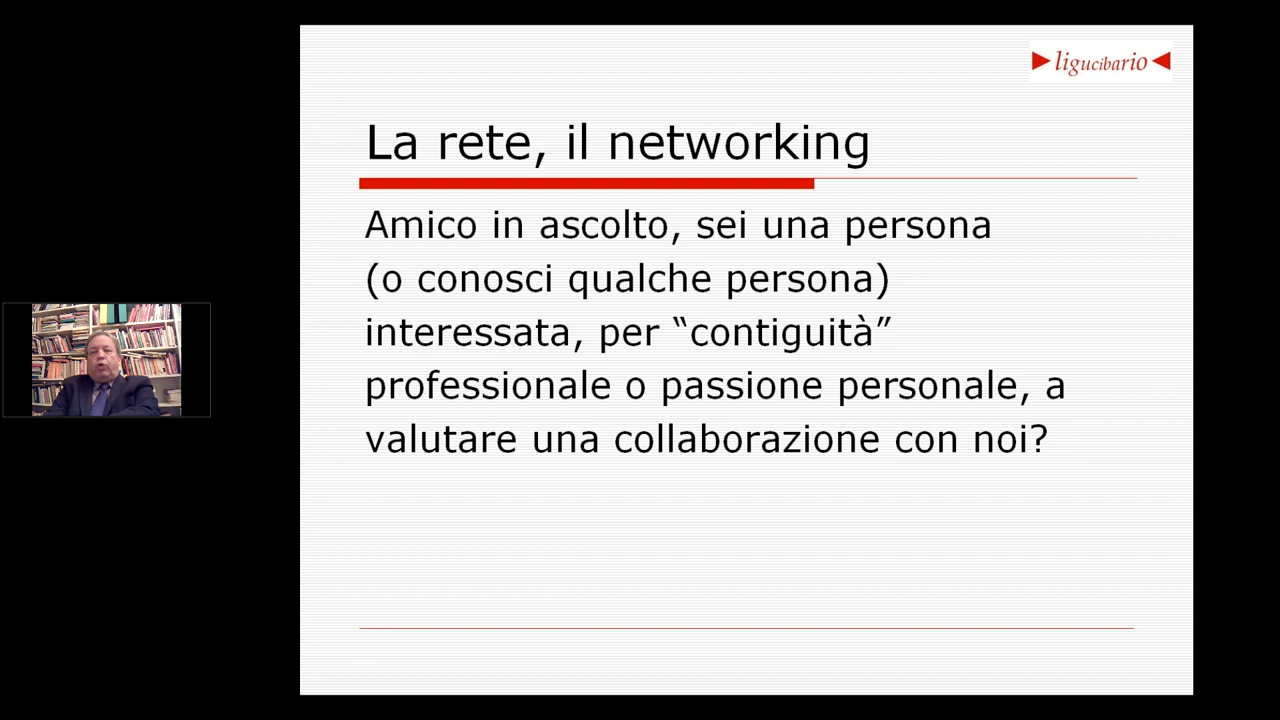 ligucibario
La rete, il networking
Amico in ascolto, sei una persona
(o conosci qualche persona)
interessata, per “contiguità”
professionale o passione personale, a
valutare una collaborazione con noi?